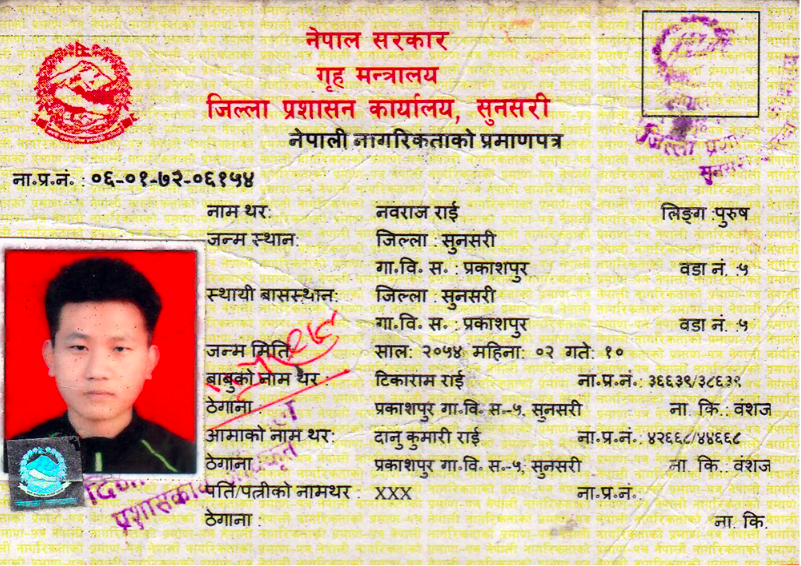 नेपाल सरकार
गृह मन्त्रालय
जिल्ला प्रशासन कार्यालय, सुनसरी
नेपाली नागरिकताको प्रमाणपत्र
जिल्ला
सुनसरी
ना.प्र.नं. : ०६-०१-७२-०६१५४
नाम थर: नवराज राई लिङ्ग :पुरुष
जन्म स्थान: जिल्ला : सुनसरी
गा.वि. स. : प्रकाशपुर वडा नं. ५
स्थायी बासस्थान: जिल्ला : सुनसरी
गा.वि. स. : प्रकाशपुर वडा नं. ५
जन्म मिति साल: २०५४ महिना: ०२ गते: १०
बाबुको नाम थर : टिकाराम राई ना.प्र.नं.: ३६६३९/३८६३९
ठेगाना : प्रकाशपुर गा.वि. स.-५, सुनसरी ना. कि.: वंशज
आमाको नाम थर: दानु कुमारी राई ना.प्र.नं.: ४२६६८/४४६६८
ठेगाना प्रकाशपुर गा.वि. स.-५, सुनसरी ना. कि.: वंशज
पति/पत्नीको नामथर : XXX ना.प्र.नं.
ठेगाना : ना. कि.